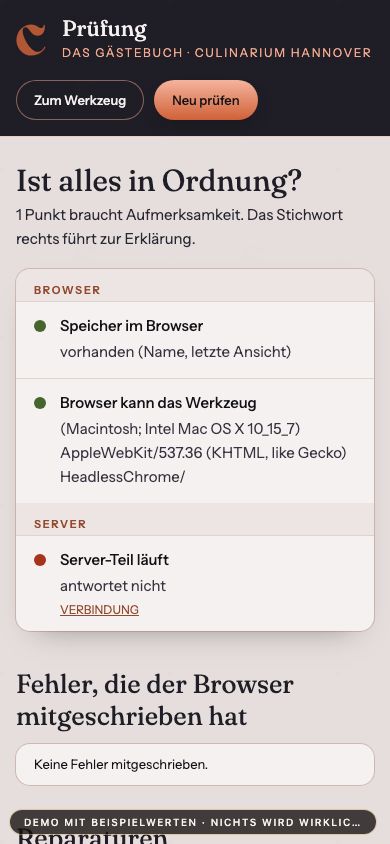 Prüfung
DAS GÄSTEBUCH · CULINARIUM HANNOVER
Zum Werkzeug
Neu prüfen
Ist alles in Ordnung?
1 Punkt braucht Aufmerksamkeit. Das Stichwort
rechts führt zur Erklärung.
BROWSER
Speicher im Browser
vorhanden (Name, letzte Ansicht)
Browser kann das Werkzeug
(Macintosh; Intel Mac OS X 10_15_7)
AppleWebKit/537.36 (KHTML, like Gecko)
HeadlessChrome/
SERVER
Server-Teil läuft
antwortet nicht
VERBINDUNG
Fehler, die der Browser
mitgeschrieben hat
Keine Fehler mitgeschrieben.
DEMO MIT BEISPIELWERTEN · NICHTS WIRD WIRKLIC…
Reparaturen